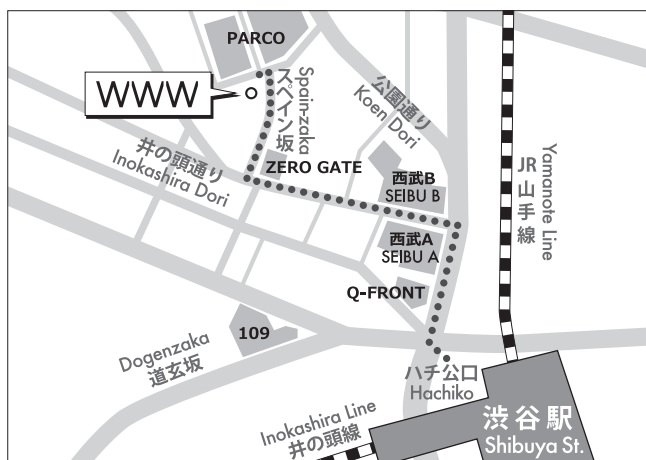 PARCO
WWW
Spain-zaka
スペイン坂
公園通り
Koen Dori
井の頭通り
Inokashira Dori
ZERO GATE
西武B
SEIBU B
西武A
SEIBU A
Yamanote Line
JR山手線
Q-FRONT
109
Dogenzaka
道玄坂
ハチ公口
Hachiko
Inokashira Line
井の頭線
渋谷駅
Shibuya St.